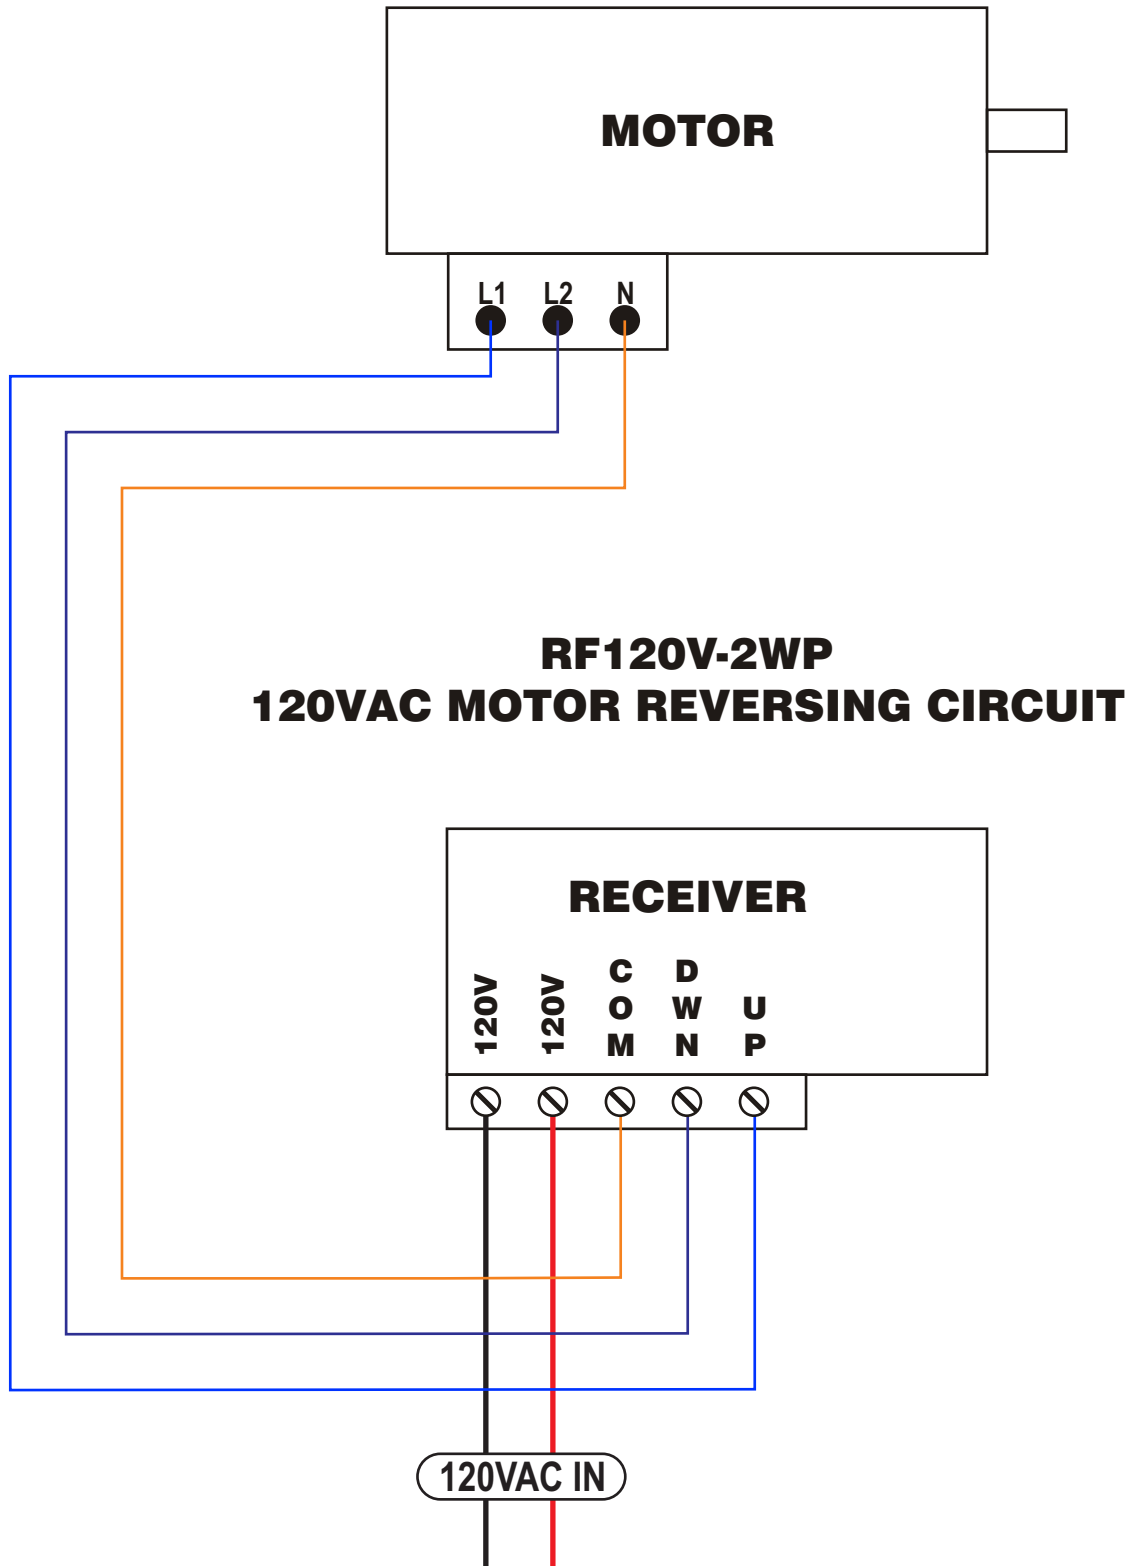 MOTOR
L1 L2 N
RF120V-2WP
120VAC MOTOR REVERSING CIRCUIT
RECEIVER
120V 120V COM DWN UP
120VAC IN